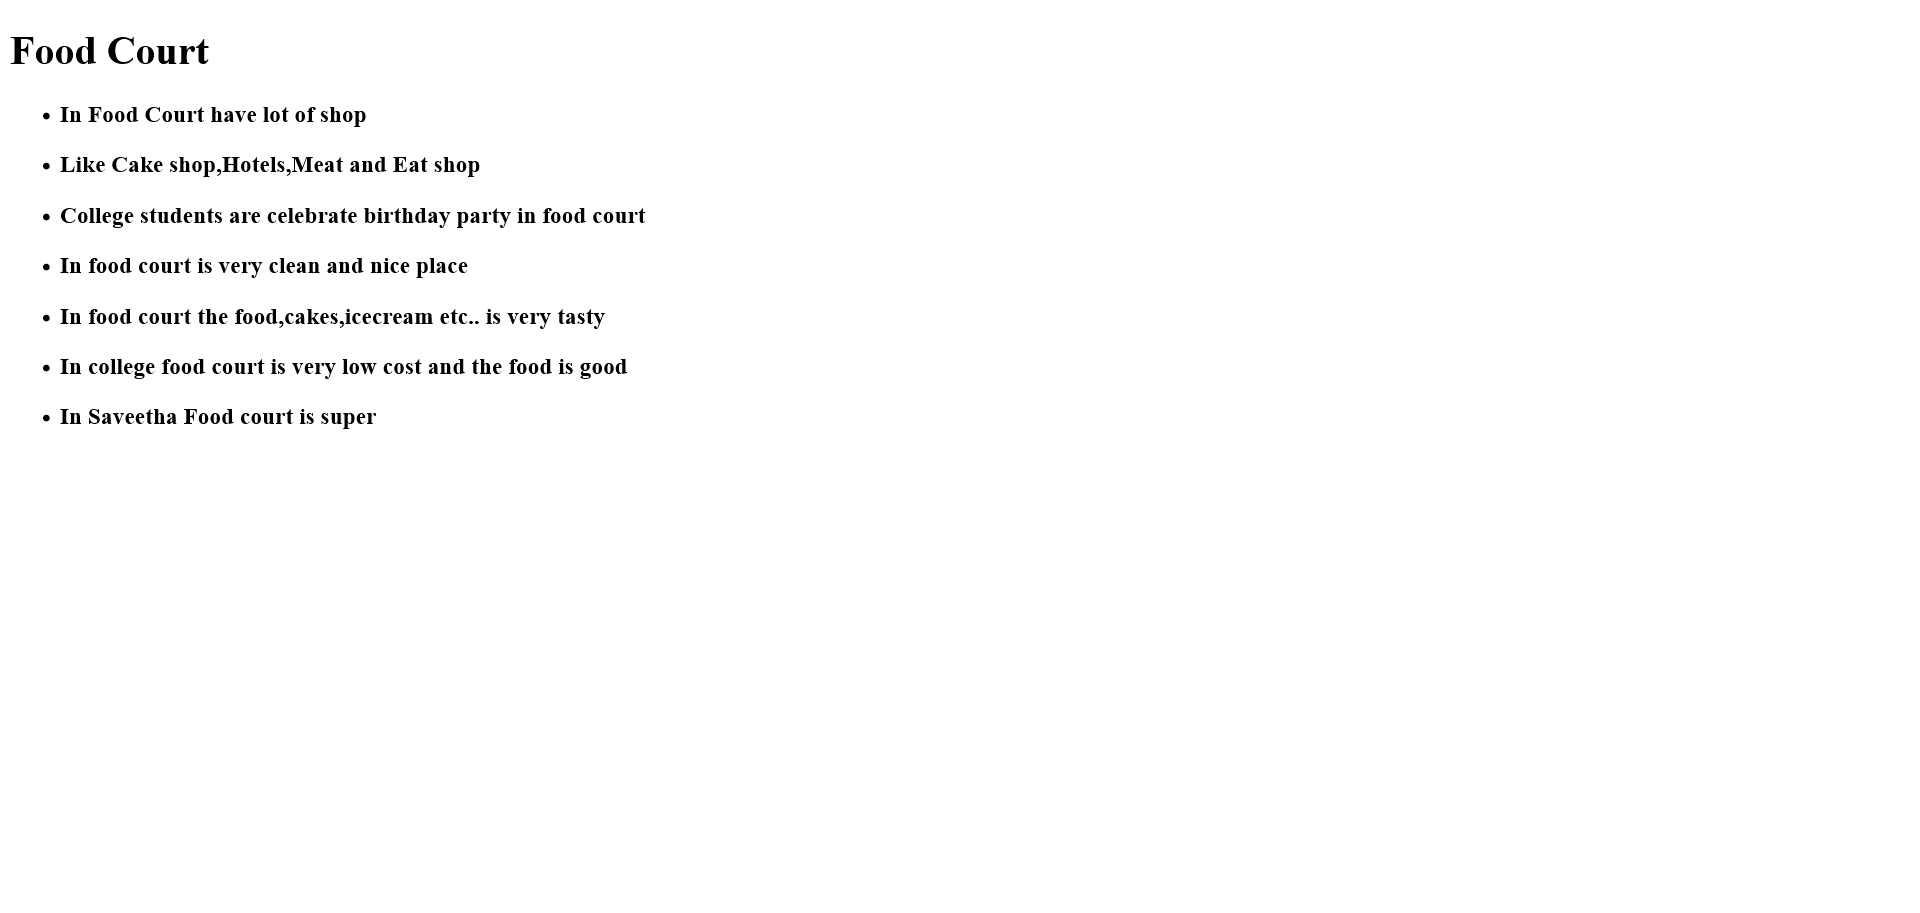 Food Court
In Food Court have lot of shop
Like Cake shop,Hotels,Meat and Eat shop
College students are celebrate birthday party in food court
In food court is very clean and nice place
In food court the food,cakes,icecream etc.. is very tasty
In college food court is very low cost and the food is good
In Saveetha Food court is super